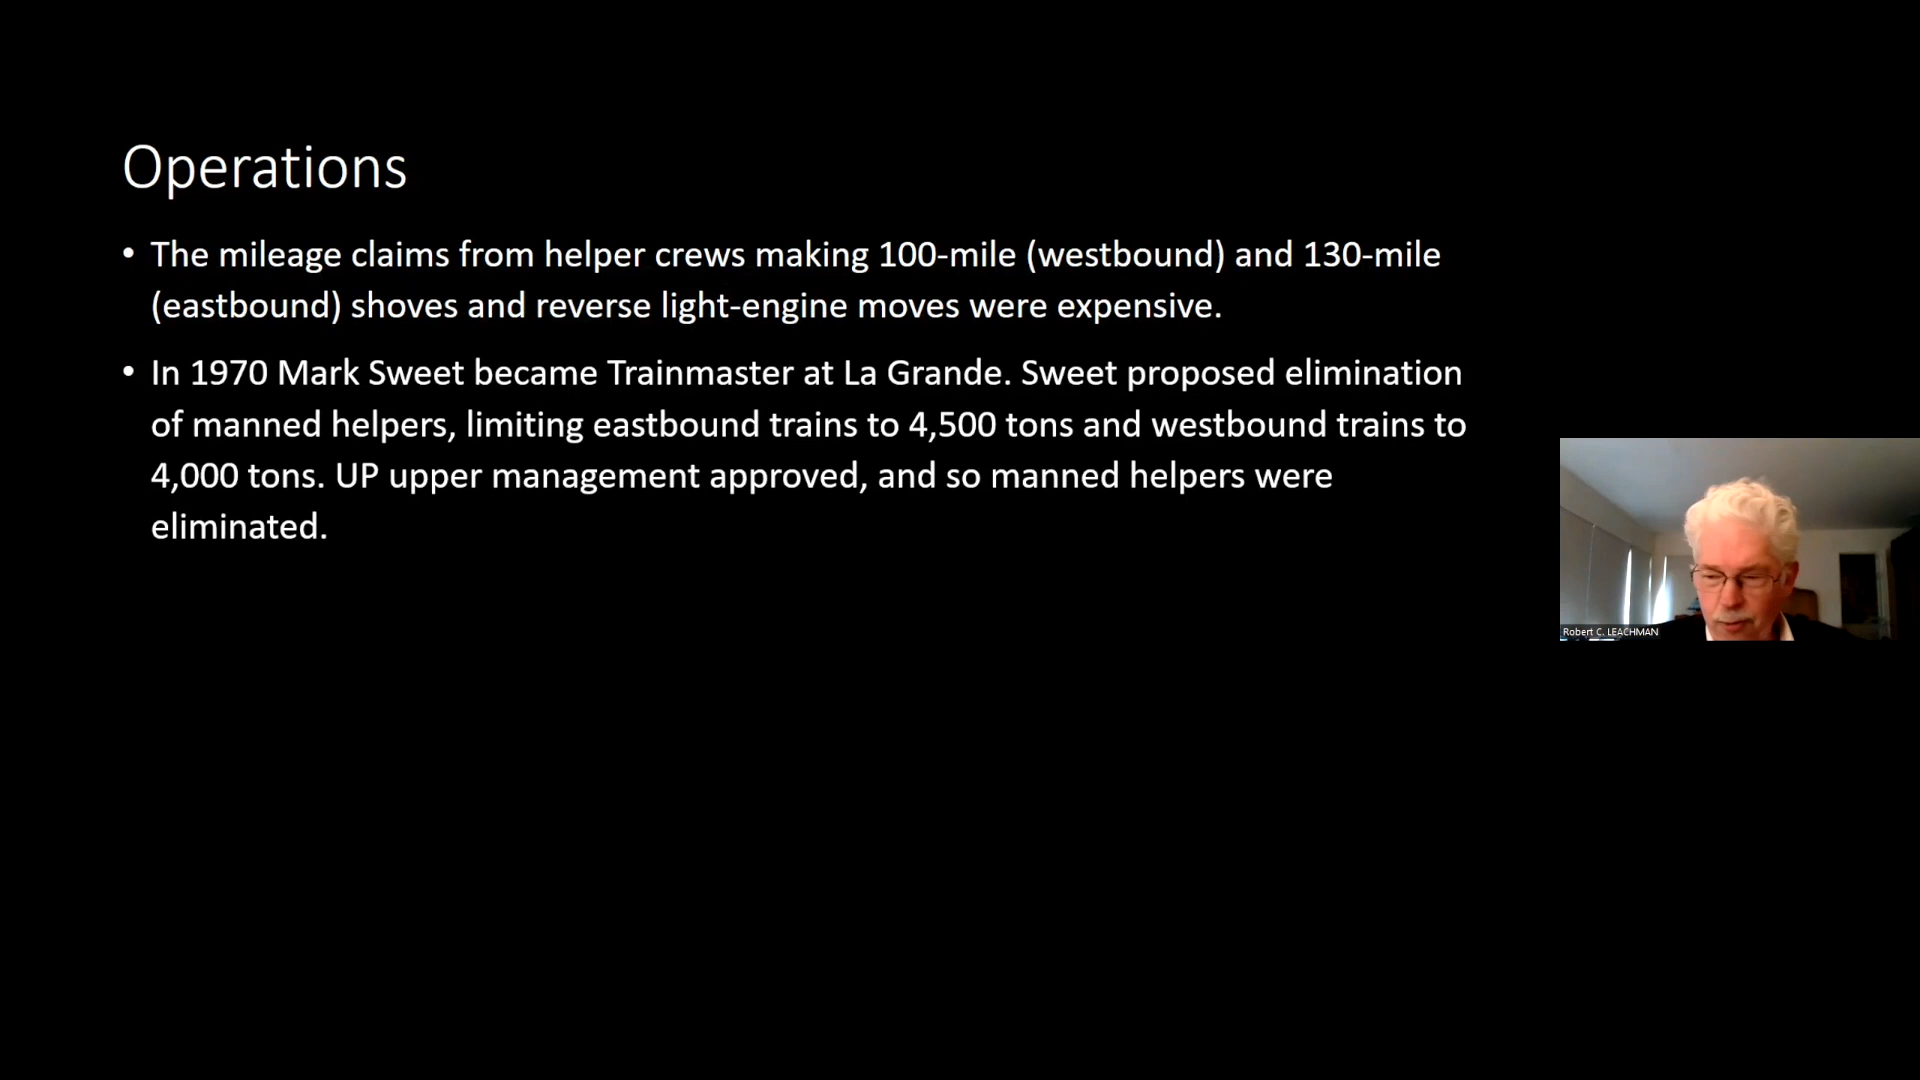 Operations
• The mileage claims from helper crews making 100-mile (westbound) and 130-mile
(eastbound) shoves and reverse light-engine moves were expensive.
• In 1970 Mark Sweet became Trainmaster at La Grande. Sweet proposed elimination
of manned helpers, limiting eastbound trains to 4,500 tons and westbound trains to
4,000 tons. UP upper management approved, and so manned helpers were
eliminated.
Robert C. LEACHMAN